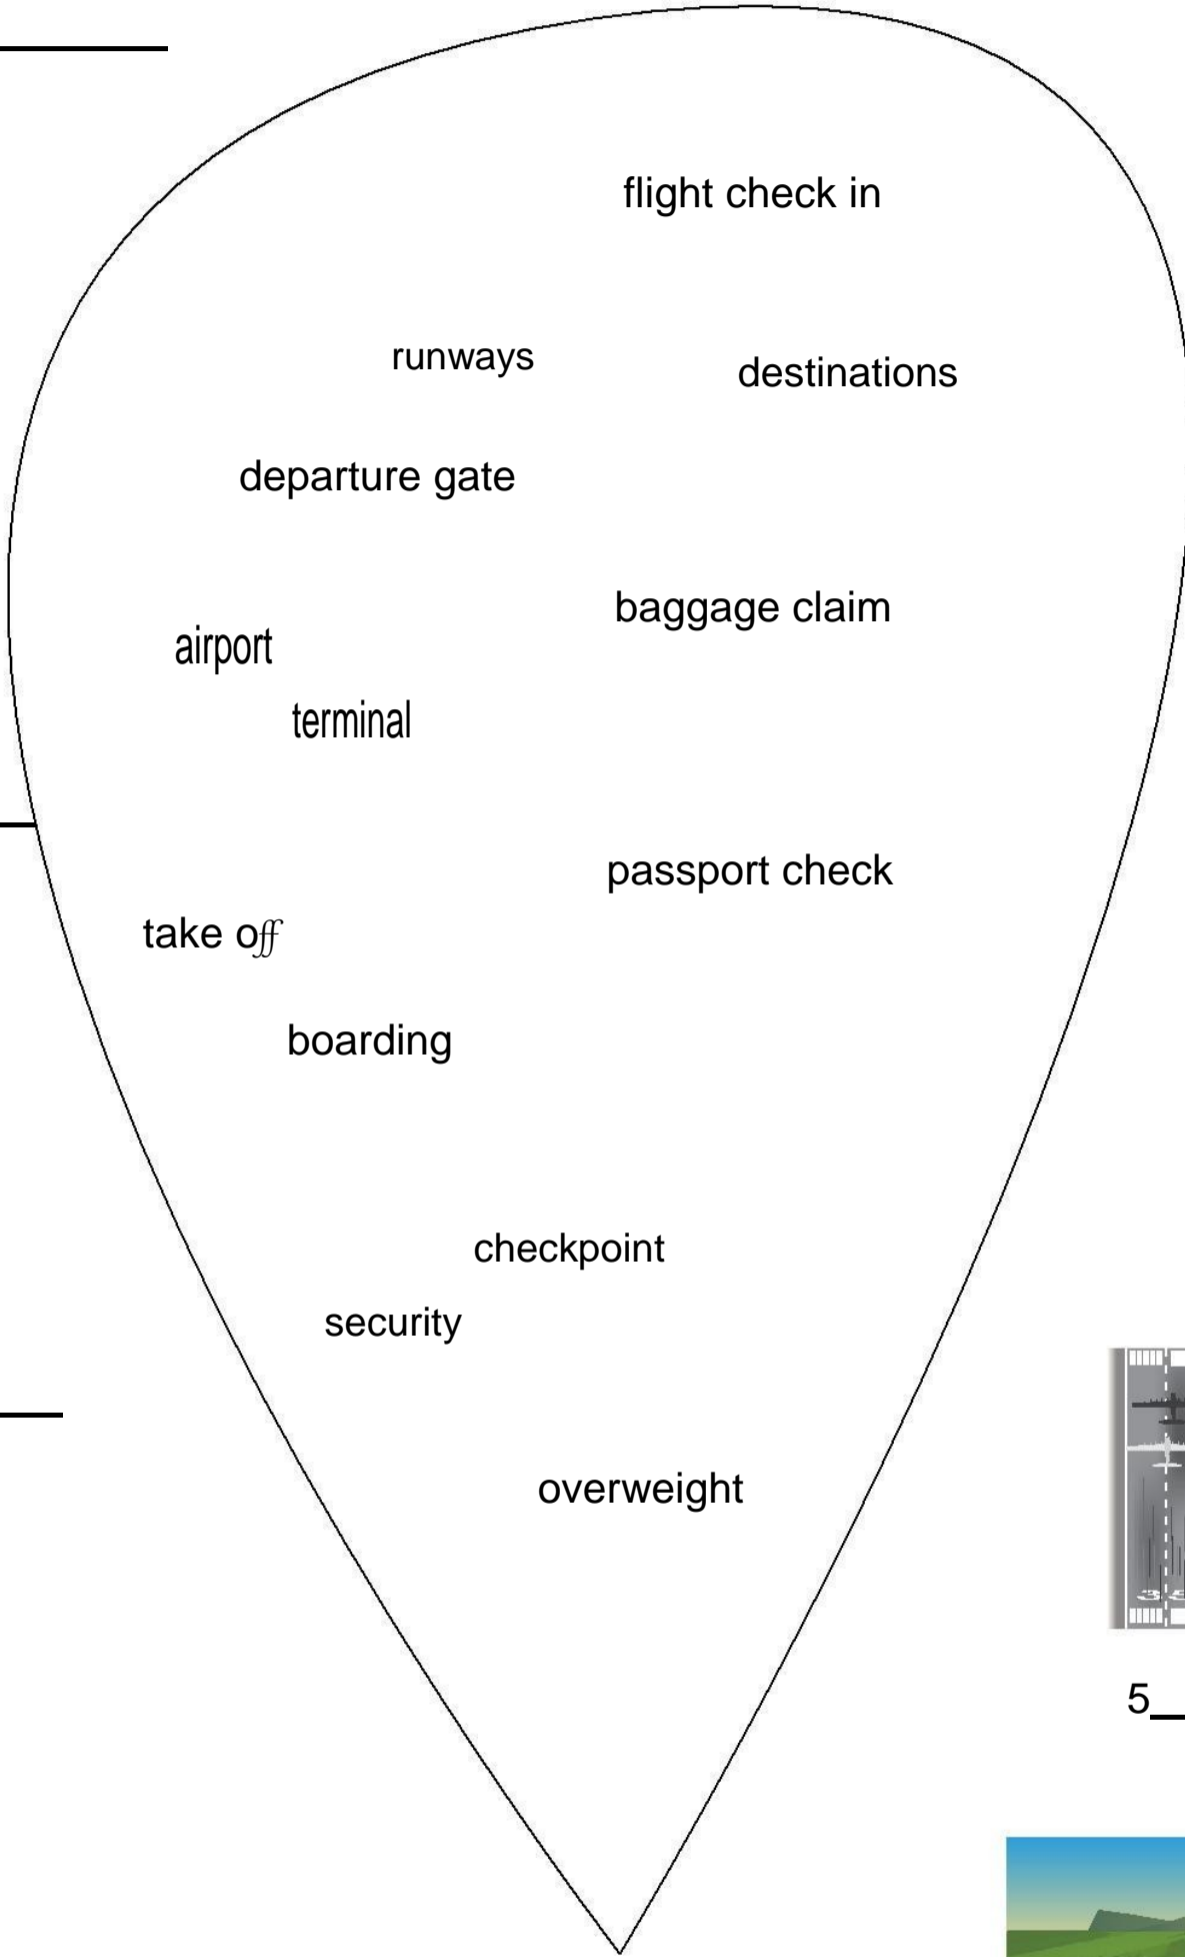 flight check in
runways
destinations
departure gate
baggage claim
airport
terminal
passport check
take off
boarding
checkpoint
security
overweight
35
5